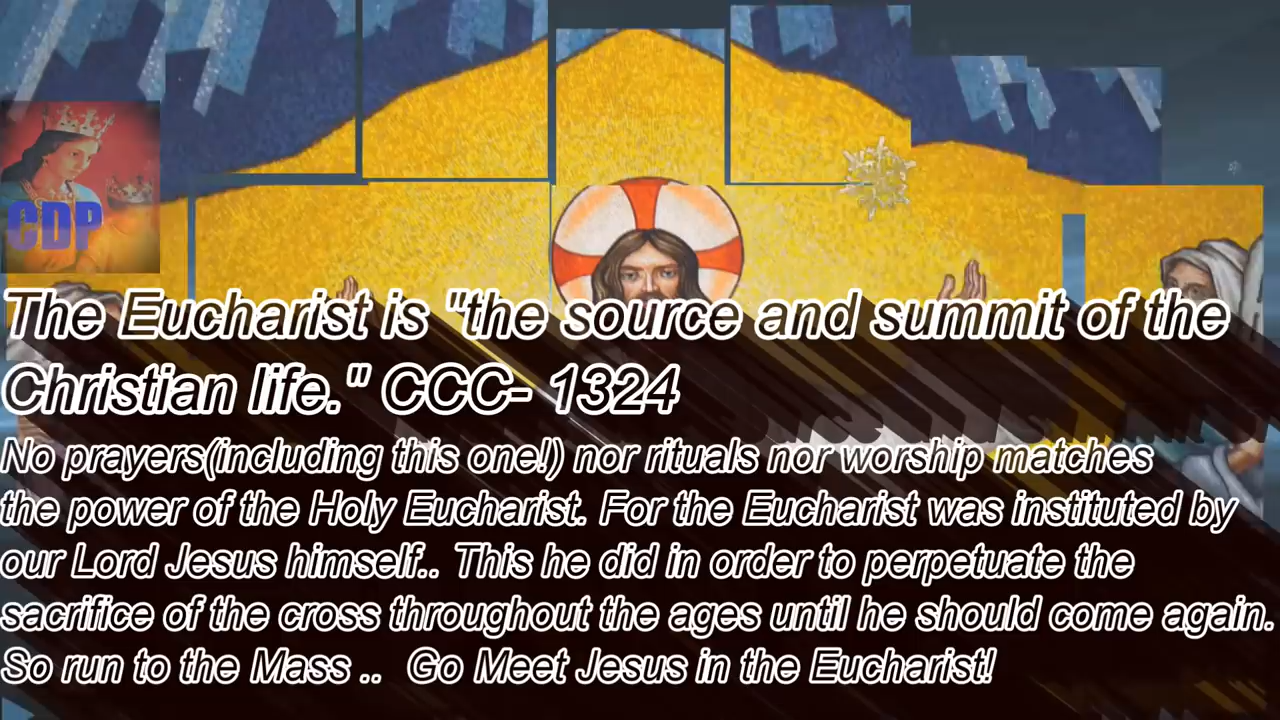 CDP
The Eucharist is "the source and summit of the
Christian life." CCC- 1324
No prayers(including this one!) nor rituals nor worship matches
the power of the Holy Eucharist. For the Eucharist was instituted by
our Lord Jesus himself.. This he did in order to perpetuate the
sacrifice of the cross throughout the ages until he should come again.
So run to the Mass .. Go Meet Jesus in the Eucharist!